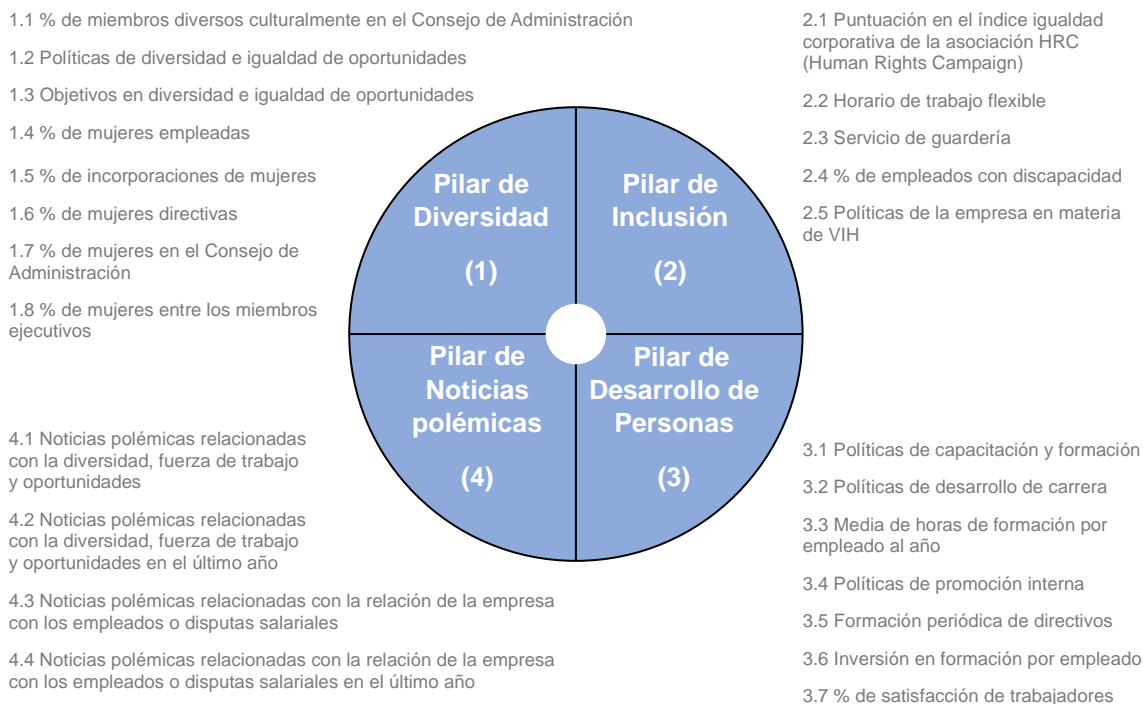 1.1 % de miembros diversos culturalmente en el Consejo de Administración
1.2 Políticas de diversidad e igualdad de oportunidades
1.3 Objetivos en diversidad e igualdad de oportunidades
1.4 % de mujeres empleadas
1.5 % de incorporaciones de mujeres
1.6 % de mujeres directivas
1.7 % de mujeres en el Consejo de
Administración
1.8 % de mujeres entre los miembros
ejecutivos
2.1 Puntuación en el índice igualdad
corporativa de la asociación HRC
(Human Rights Campaign)
2.2 Horario de trabajo flexible
2.3 Servicio de guardería
2.4 % de empleados con discapacidad
2.5 Políticas de la empresa en materia
de VIH
Pilar de
Diversidad
(1)
Pilar de
Inclusión
(2)
Pilar de
Noticias
polémicas
(4)
Pilar de
Desarrollo de
Personas
(3)
4.1 Noticias polémicas relacionadas
con la diversidad, fuerza de trabajo
y oportunidades
4.2 Noticias polémicas relacionadas
con la diversidad, fuerza de trabajo
y oportunidades en el último año
4.3 Noticias polémicas relacionadas con la relación de la empresa
con los empleados o disputas salariales
4.4 Noticias polémicas relacionadas con la relación de la empresa
con los empleados o disputas salariales en el último año
3.1 Políticas de capacitación y formación
3.2 Políticas de desarrollo de carrera
3.3 Media de horas de formación por
empleado al año
3.4 Políticas de promoción interna
3.5 Formación periódica de directivos
3.6 Inversión en formación por empleado
3.7 % de satisfacción de trabajadores